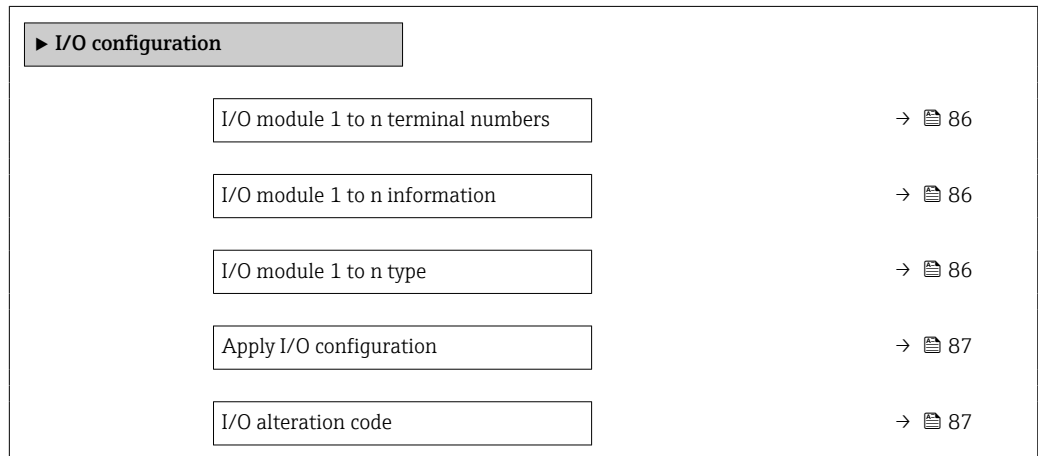 ► I/O configuration
I/O module 1 to n terminal numbers → 86
I/O module 1 to n information → 86
I/O module 1 to n type → 86
Apply I/O configuration → 87
I/O alteration code → 87